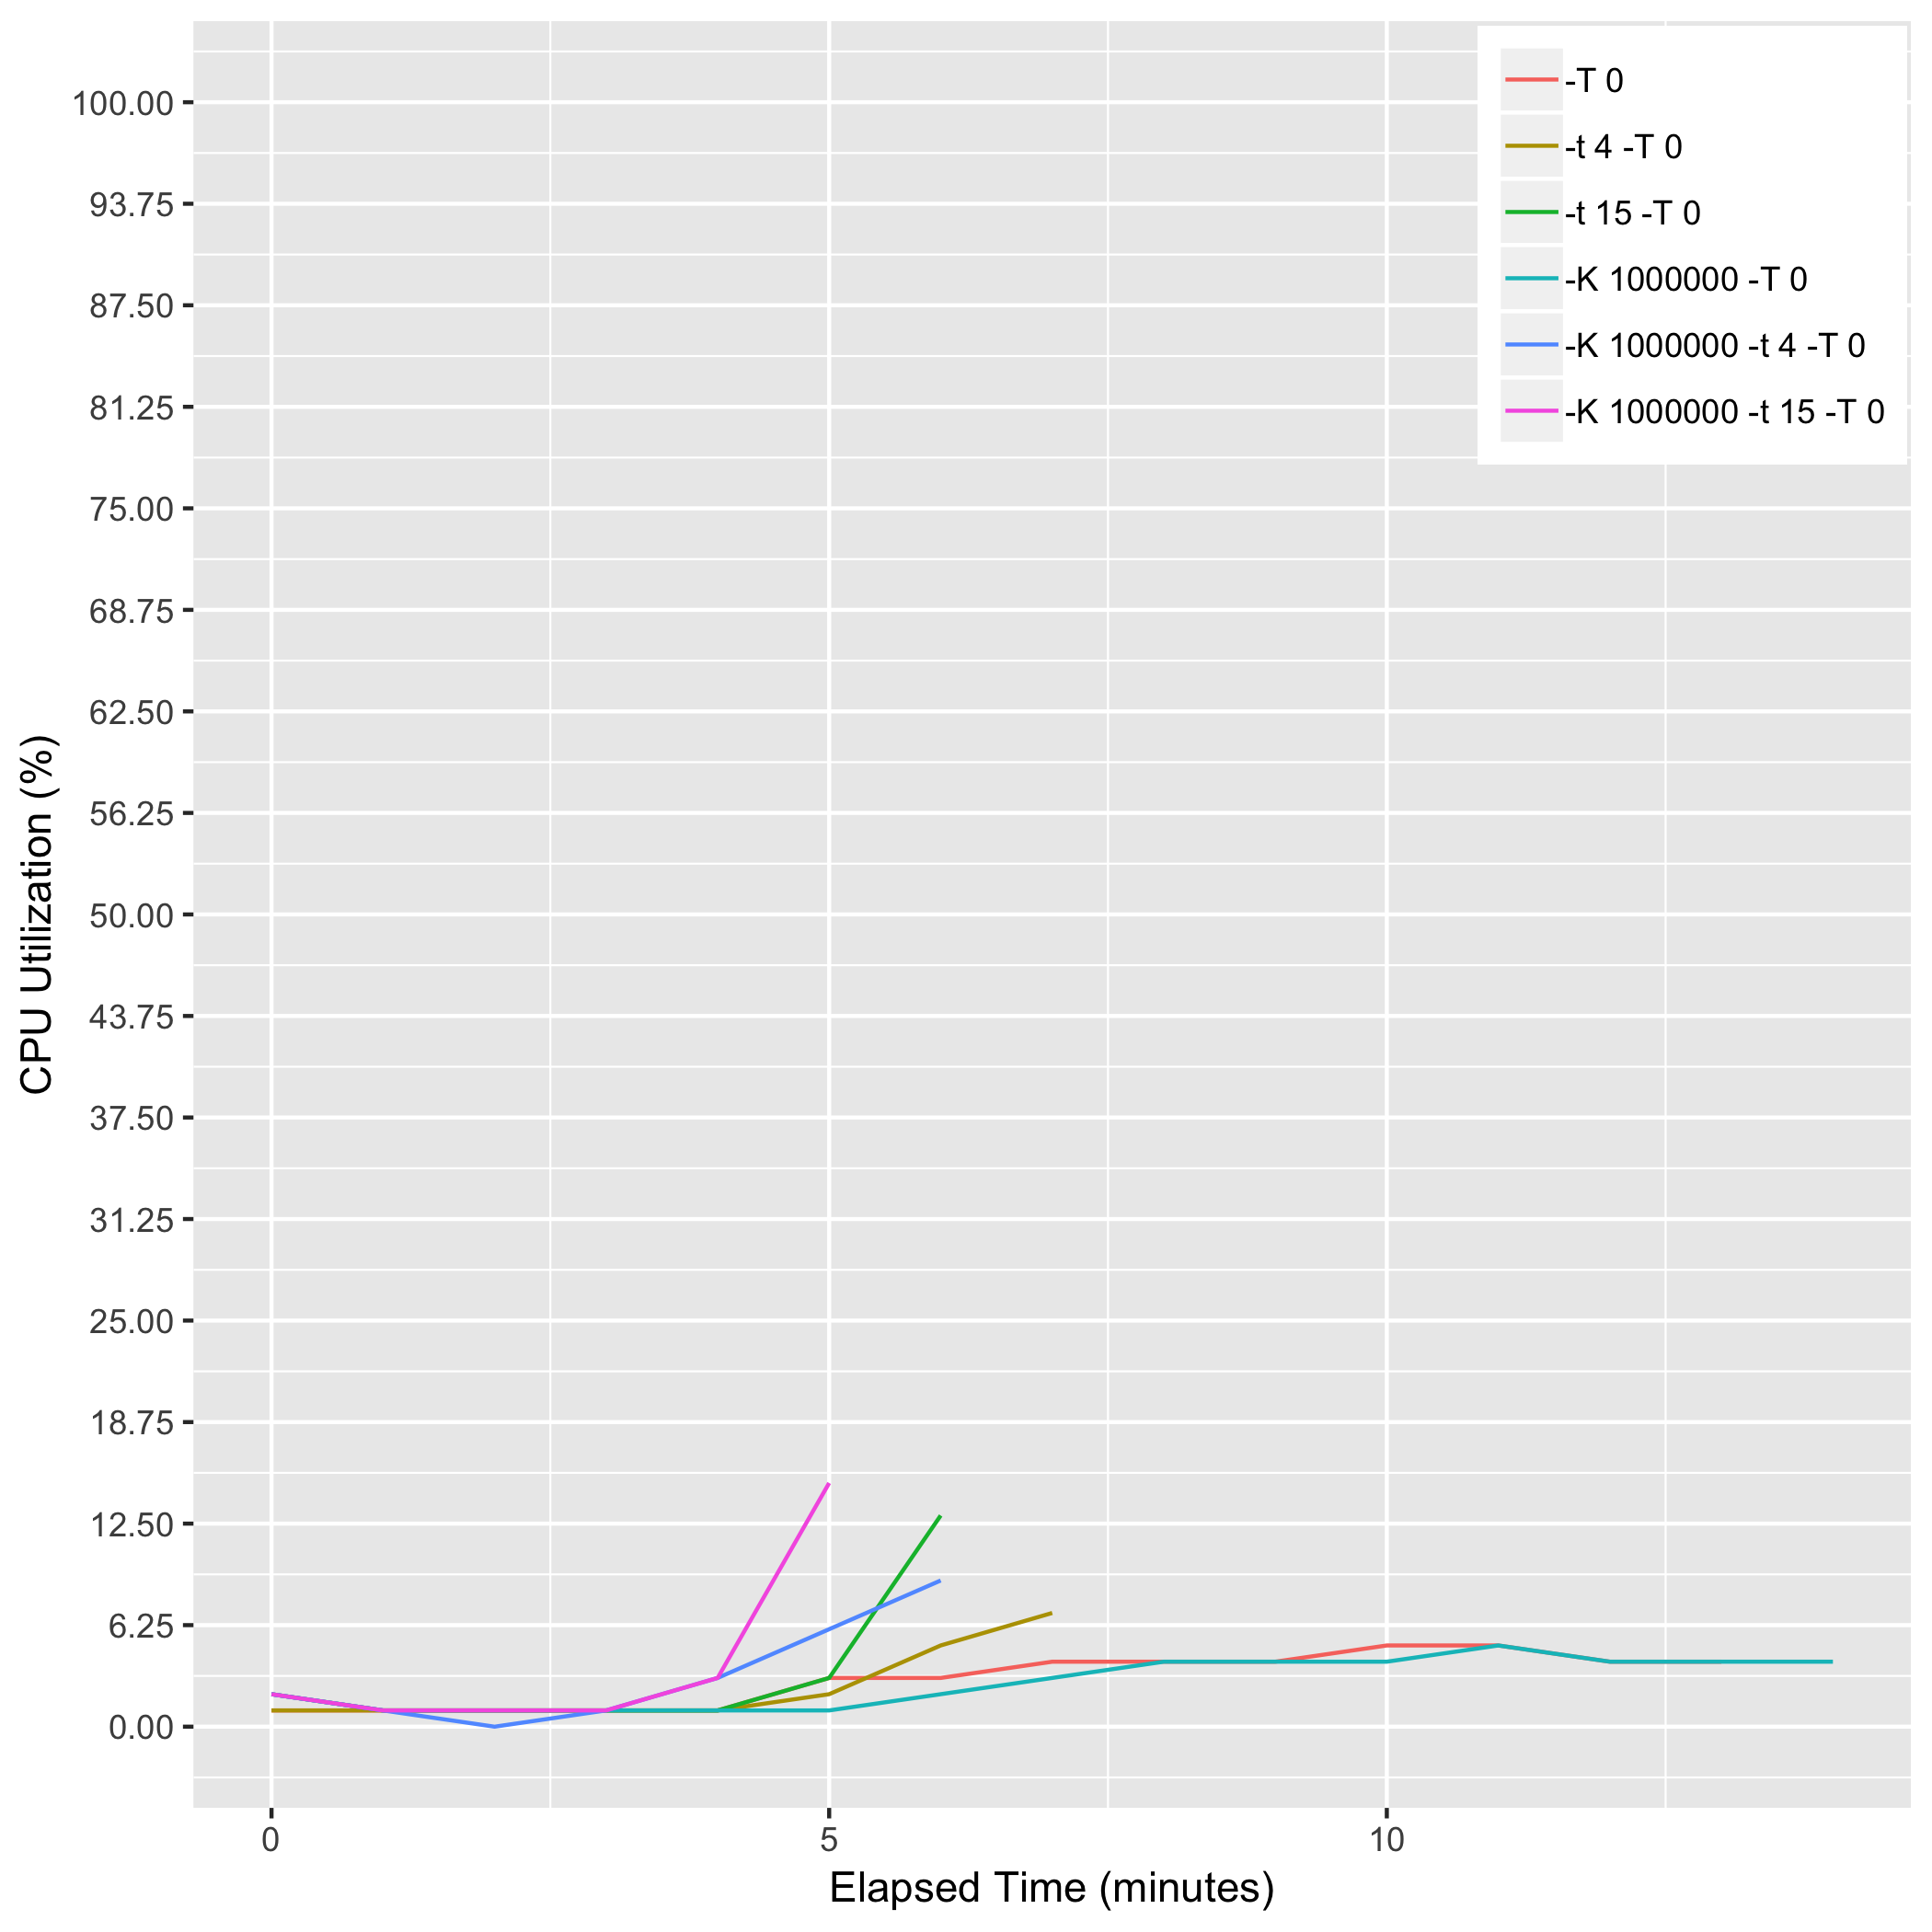 100.00
93.75
87.50
81.25
75.00
68.75
62.50
56.25
50.00
43.75
37.50
31.25
25.00
18.75
12.50
6.25
0.00
CPU Utilization (%)
-T 0
-t 4 -T 0
-t 15 -T 0
-K 1000000 -T 0
-K 1000000 -t 4 -T 0
-K 1000000 -t 15 -T 0
0 5 10
Elapsed Time (minutes)